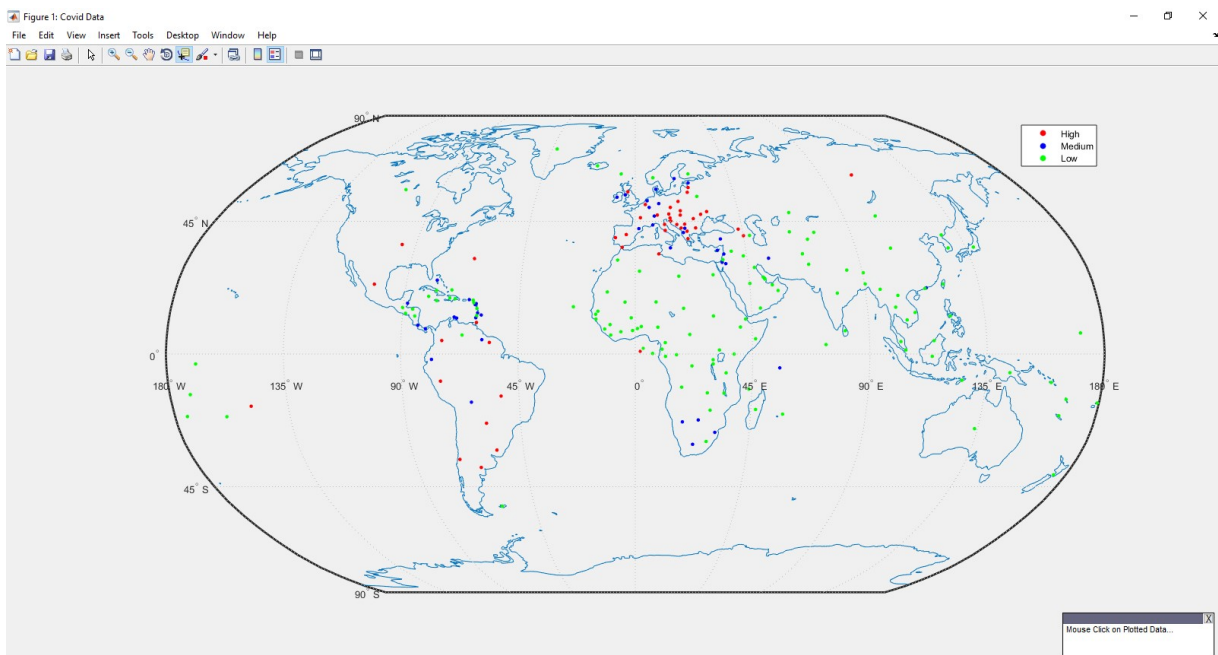 Figure 1: Covid Data
File Edit View Insert Tools Desktop Window Help
90° N
High
Medium
Low
45° N
0°
180° W 135° W 90° W 45° W 0° 45° E 90° E 135° E 180° E
45° S
90° S
X
Mouse Click on Plotted Data...